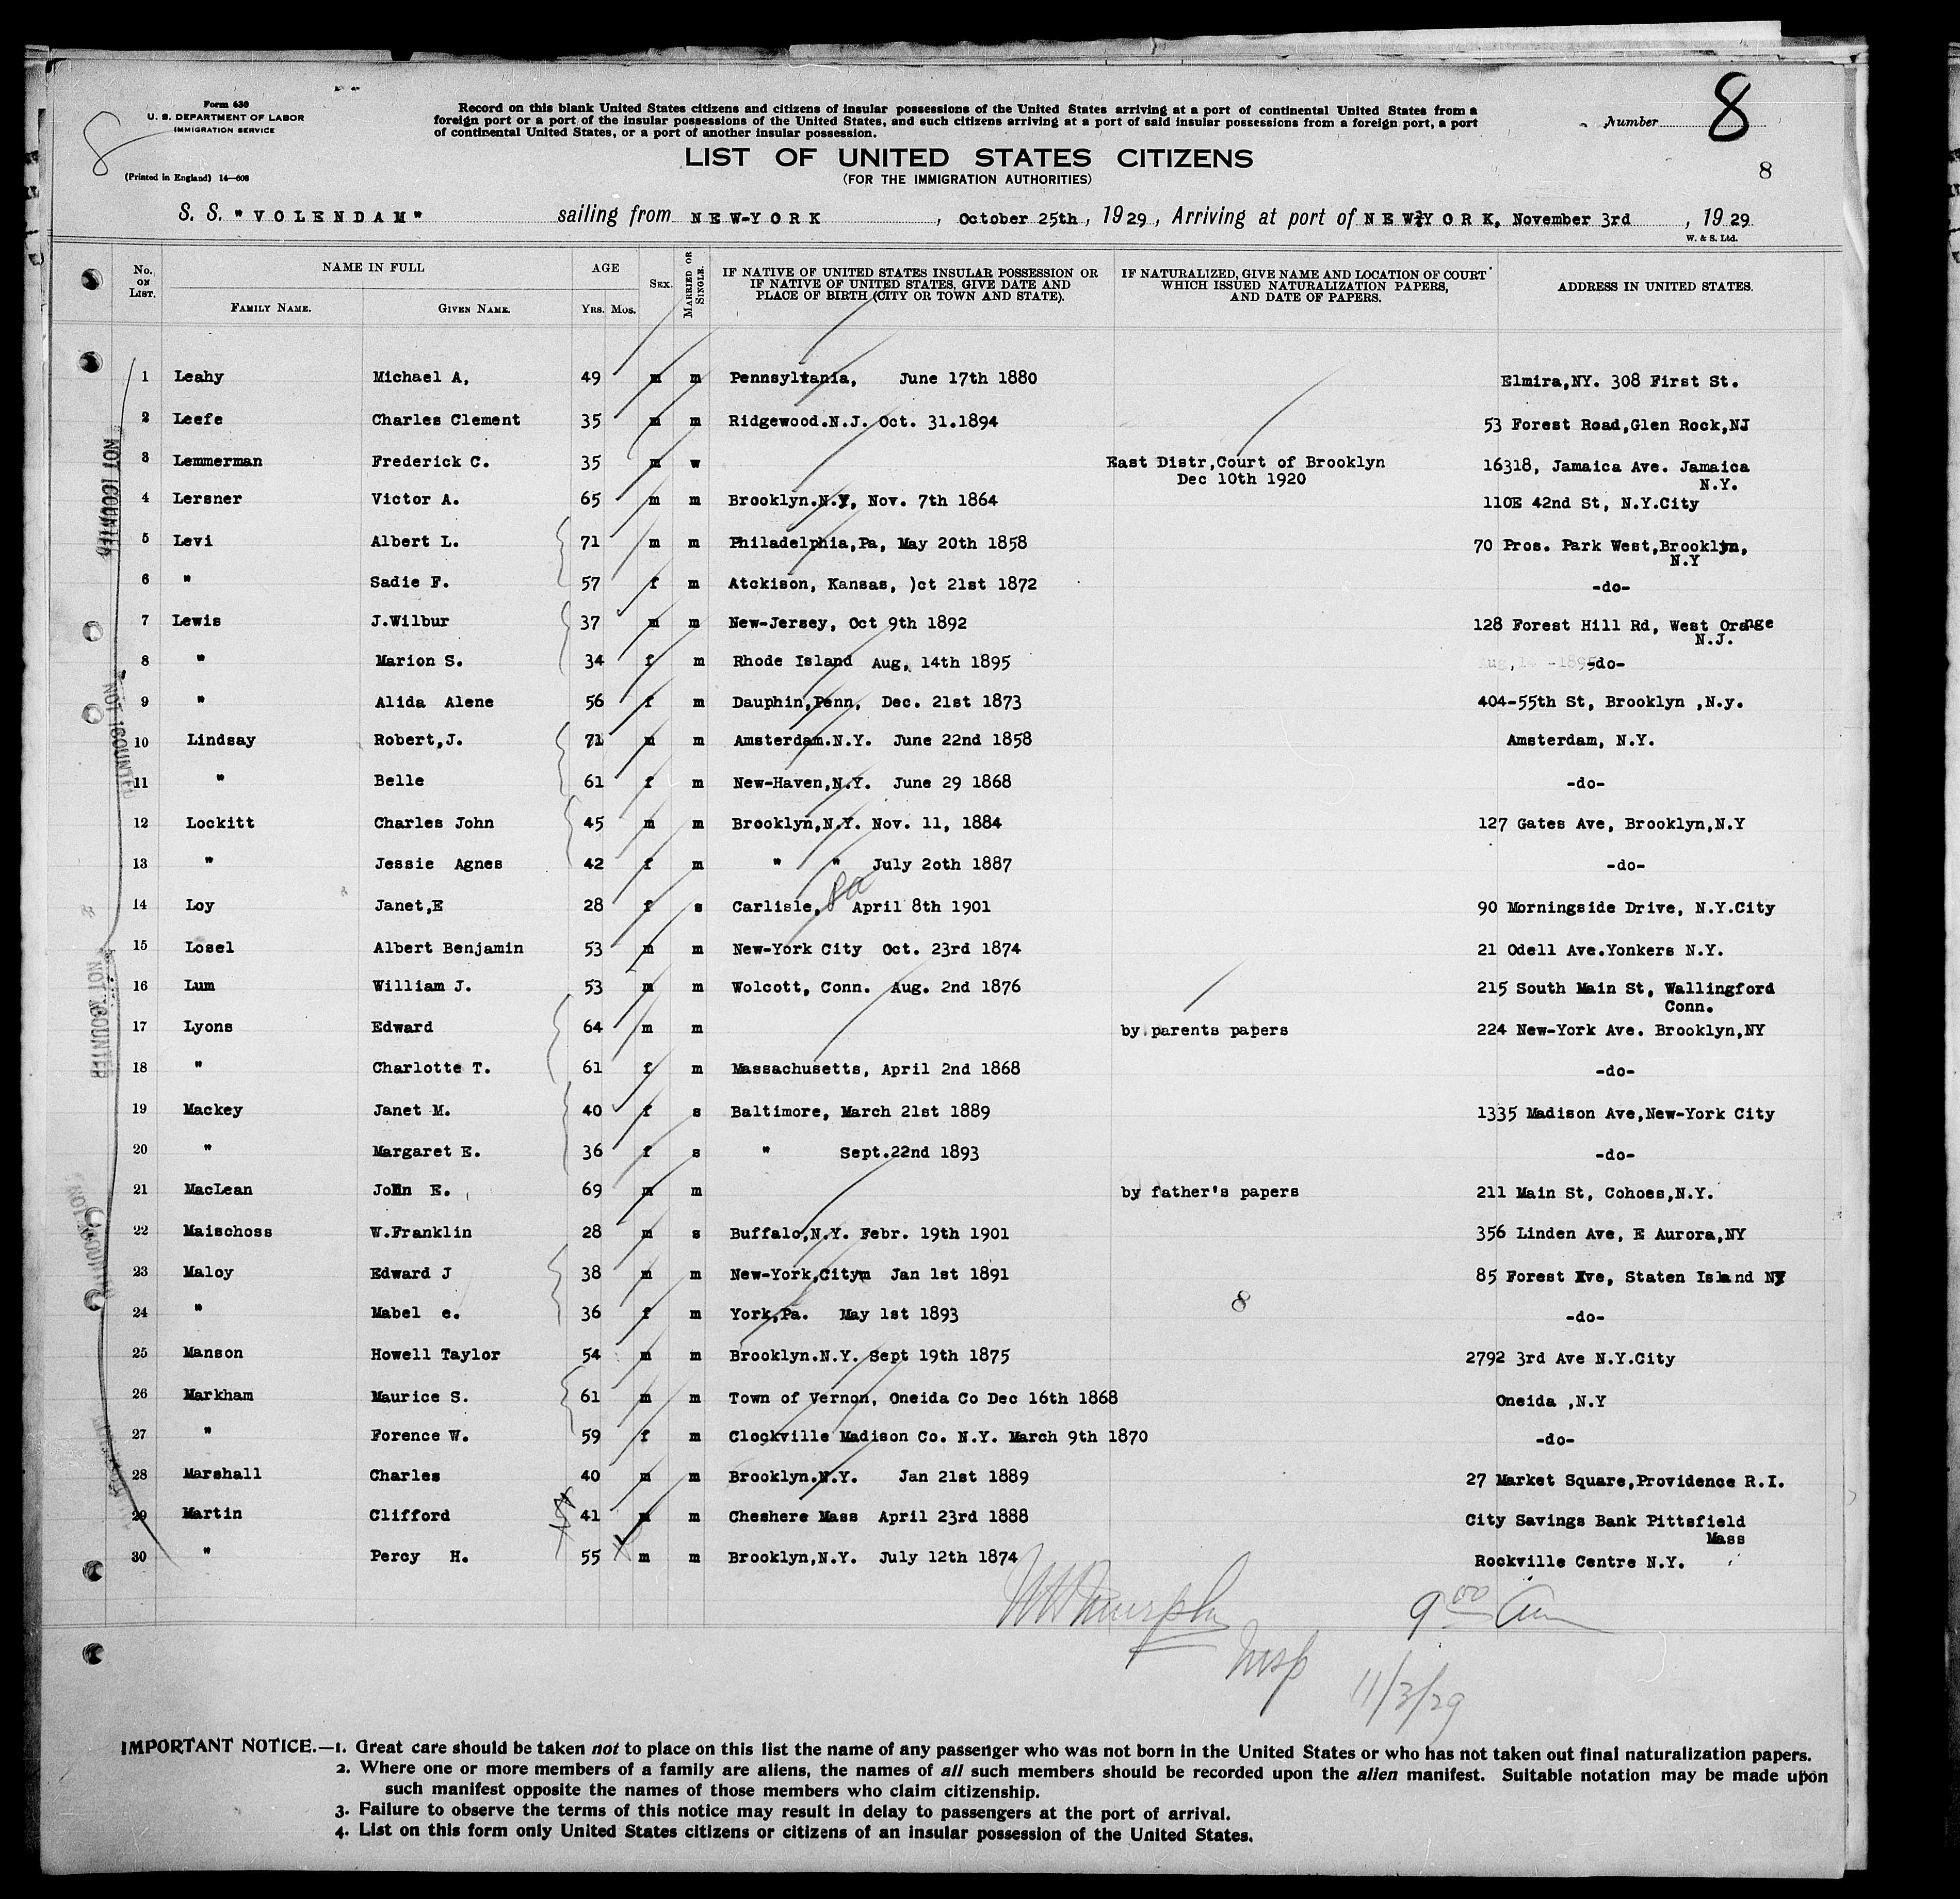 Form 630
U. S. DEPARTMENT OF LABOR
IMMIGRATION SERVICE
(Printed in England) 14—608
8
Record on this blank United States citizens and citizens of insular possessions of the United States arriving at a port of continental United States from a
foreign port or a port of the insular possessions of the United States, and such citizens arriving at a port of said insular possessions from a foreign port, a port
of continental United States, or a port of another insular possession.
Number 8
LIST OF UNITED STATES CITIZENS
(FOR THE IMMIGRATION AUTHORITIES)
8
S. S. "VOLENDAM" sailing from NEW-YORK, October 25th, 1929, Arriving at port of NEW-YORK, November 3rd, 1929
W. & S. Ltd.
No. ON LIST. NAME IN FULL FAMILY NAME. GIVEN NAME. AGE YRS. MOS. SEX. MARRIED OR SINGLE. IF NATIVE OF UNITED STATES INSULAR POSSESSION OR IF NATIVE OF UNITED STATES, GIVE DATE AND PLACE OF BIRTH (CITY OR TOWN AND STATE). IF NATURALIZED, GIVE NAME AND LOCATION OF COURT WHICH ISSUED NATURALIZATION PAPERS, AND DATE OF PAPERS. ADDRESS IN UNITED STATES.
1 Leahy Michael A, 49 m m Pennsylvania, June 17th 1880 Elmira,NY. 308 First St.
2 Leefe Charles Clement 35 m m Ridgewood.N.J. Oct. 31.1894 53 Forest Road,Glen Rock,NJ
3 Lemmerman Frederick C. 35 m w East Distr,Court of Brooklyn Dec 10th 1920 16318, Jamaica Ave. Jamaica N.Y.
4 Lersner Victor A. 65 m m Brooklyn.N.Y, Nov. 7th 1864 110E 42nd St, N.Y.City
5 Levi Albert L. 71 m m Philadelphia,Pa, May 20th 1858 70 Pros. Park West,Brooklyn, N.Y
6 " Sadie F. 57 f m Atckison, Kansas, )ct 21st 1872 -do-
7 Lewis J.Wilbur 37 m m New-Jersey, Oct 9th 1892 128 Forest Hill Rd, West Orange N.J.
8 " Marion S. 34 f m Rhode Island Aug, 14th 1895 -do-
9 " Alida Alene 56 f m Dauphin,Penn, Dec. 21st 1873 404-55th St, Brooklyn ,N.y.
10 Lindsay Robert,J. 71 m m Amsterdam.N.Y. June 22nd 1858 Amsterdam, N.Y.
11 " Belle 61 f m New-Haven,N.Y. June 29 1868 -do-
12 Lockitt Charles John 45 m m Brooklyn,N.Y. Nov. 11, 1884 127 Gates Ave, Brooklyn,N.Y
13 " Jessie Agnes 42 f m " " July 2oth 1887 -do-
14 Loy Janet,E 28 f s Carlisle, Pa April 8th 1901 90 Morningside Drive, N.Y.City
15 Losel Albert Benjamin 53 m m New-York City Oct. 23rd 1874 21 Odell Ave.Yonkers N.Y.
16 Lum William J. 53 m m Wolcott, Conn. Aug. 2nd 1876 215 South Main St, Wallingford Conn.
17 Lyons Edward 64 m m by parents papers 224 New-York Ave. Brooklyn,NY
18 " Charlotte T. 61 f m Massachusetts, April 2nd 1868 -do-
19 Mackey Janet M. 40 f s Baltimore, March 21st 1889 1335 Madison Ave,New-York City
20 " Margaret E. 36 f s " Sept.22nd 1893 -do-
21 MacLean John E. 69 m m by father's papers 211 Main St, Cohoes,N.Y.
22 Maischoss W.Franklin 28 m s Buffalo,N.Y. Febr. 19th 1901 356 Linden Ave, E Aurora,NY
23 Maloy Edward J 38 m m New-York,Citym Jan 1st 1891 85 Forest Ave, Staten Island NY
24 " Mabel e. 36 f m York,Pa. May 1st 1893 8 -do-
25 Manson Howell Taylor 54 m m Brooklyn.N.Y. Sept 19th 1875 2792 3rd Ave N.Y.City
26 Markham Maurice S. 61 m m Town of Vernon, Oneida Co Dec 16th 1868 Oneida ,N.Y
27 " Forence W. 59 f m Clockville Madison Co. N.Y. March 9th 1870 -do-
28 Marshall Charles 40 m m Brooklyn.N.Y. Jan 21st 1889 27 Market Square,Providence R.I.
29 Martin Clifford 41 m m Cheshere Mass April 23rd 1888 City Savings Bank Pittsfield Mass
30 " Percy H. 55 m m Brooklyn,N.Y. July 12th 1874 Rockville Centre N.Y.
Murphy 9 00 Am
Insp 11/3/29
IMPORTANT NOTICE.—1. Great care should be taken not to place on this list the name of any passenger who was not born in the United States or who has not taken out final naturalization papers.
2. Where one or more members of a family are aliens, the names of all such members should be recorded upon the alien manifest. Suitable notation may be made upon
such manifest opposite the names of those members who claim citizenship.
3. Failure to observe the terms of this notice may result in delay to passengers at the port of arrival.
4. List on this form only United States citizens or citizens of an insular possession of the United States.